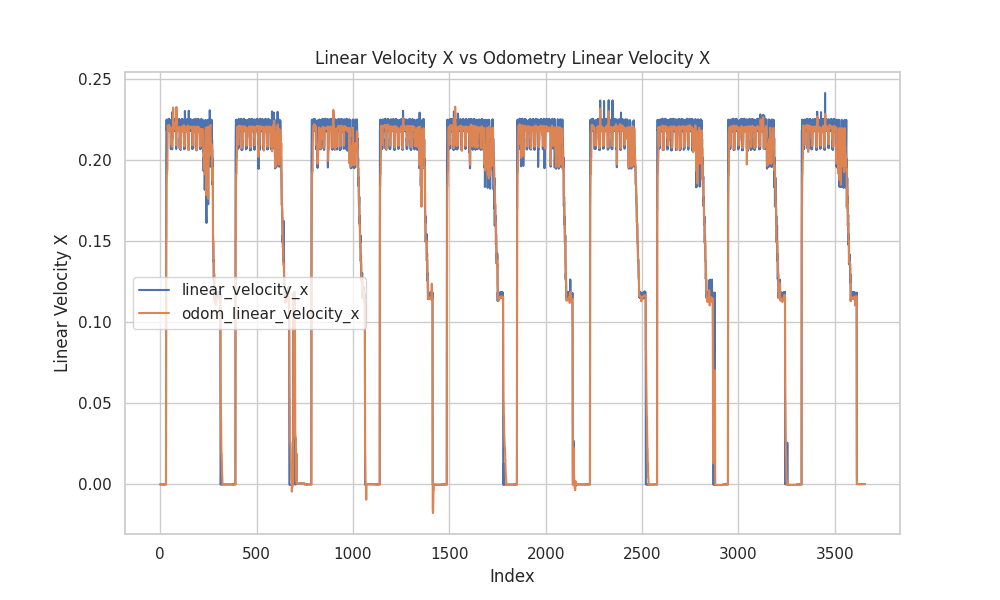 Linear Velocity X vs Odometry Linear Velocity X
0.25
0.20
0.15
0.10
0.05
0.00
Linear Velocity X
linear_velocity_x
odom_linear_velocity_x
0 500 1000 1500 2000 2500 3000 3500
Index